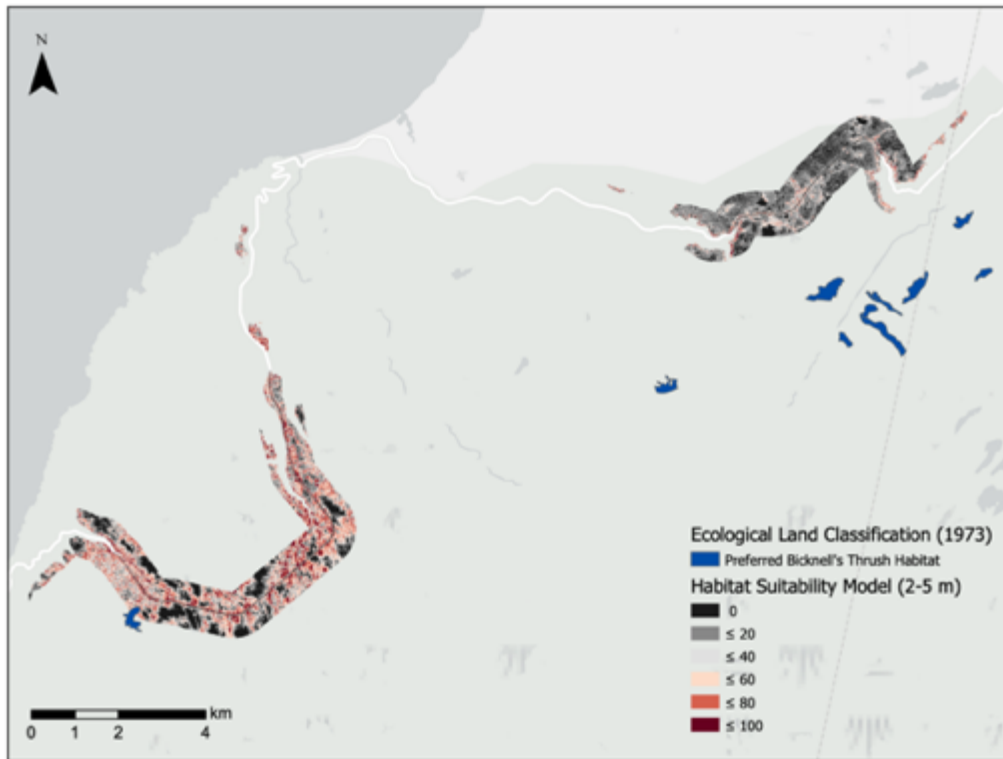 N
Ecological Land Classification (1973)
Preferred Bicknell's Thrush Habitat
Habitat Suitability Model (2-5 m)
0
≤ 20
≤ 40
≤ 60
≤ 80
≤ 100
km
0 1 2 4